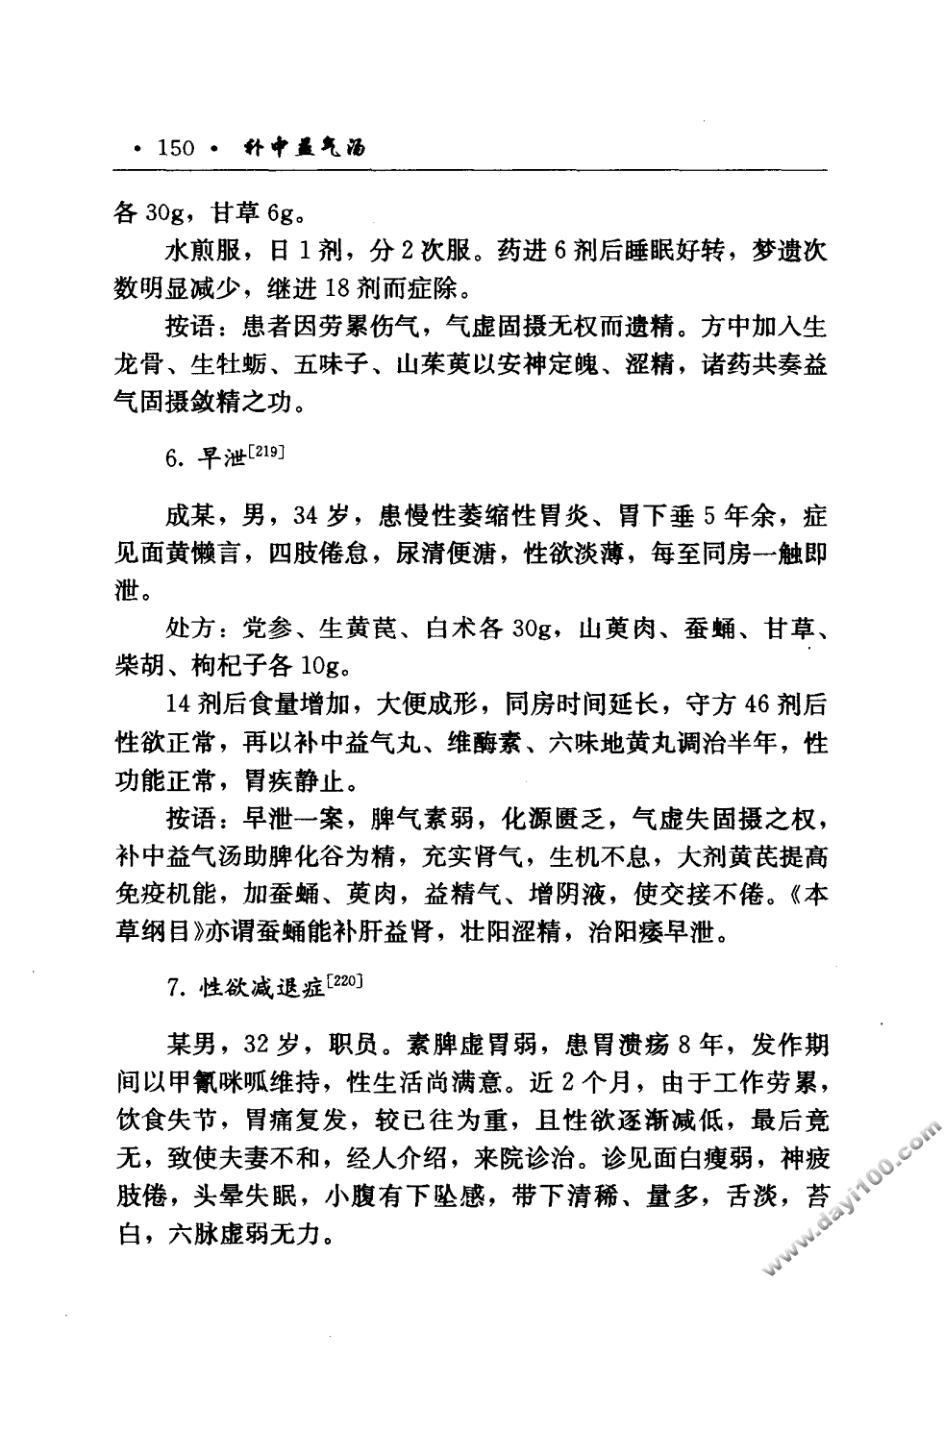 · 150 · 补中益气汤
各 30g，甘草 6g。
水煎服，日 1 剂，分 2 次服。药进 6 剂后睡眠好转，梦遗次
数明显减少，继进 18 剂而症除。
按语：患者因劳累伤气，气虚固摄无权而遗精。方中加入生
龙骨、生牡蛎、五味子、山茱萸以安神定魄、涩精，诸药共奏益
气固摄敛精之功。
6. 早泄[219]
成某，男，34 岁，患慢性萎缩性胃炎、胃下垂 5 年余，症
见面黄懒言，四肢倦怠，尿清便溏，性欲淡薄，每至同房一触即
泄。
处方：党参、生黄芪、白术各 30g，山萸肉、蚕蛹、甘草、
柴胡、枸杞子各 10g。
14 剂后食量增加，大便成形，同房时间延长，守方 46 剂后
性欲正常，再以补中益气丸、维酶素、六味地黄丸调治半年，性
功能正常，胃疾静止。
按语：早泄一案，脾气素弱，化源匮乏，气虚失固摄之权，
补中益气汤助脾化谷为精，充实肾气，生机不息，大剂黄芪提高
免疫机能，加蚕蛹、萸肉，益精气、增阴液，使交接不倦。《本
草纲目》亦谓蚕蛹能补肝益肾，壮阳涩精，治阳痿早泄。
7. 性欲减退症[220]
某男，32 岁，职员。素脾虚胃弱，患胃溃疡 8 年，发作期
间以甲氰咪呱维持，性生活尚满意。近 2 个月，由于工作劳累，
饮食失节，胃痛复发，较已往为重，且性欲逐渐减低，最后竟
无，致使夫妻不和，经人介绍，来院诊治。诊见面白瘦弱，神疲
肢倦，头晕失眠，小腹有下坠感，带下清稀、量多，舌淡，苔
白，六脉虚弱无力。
www.dayi100.com